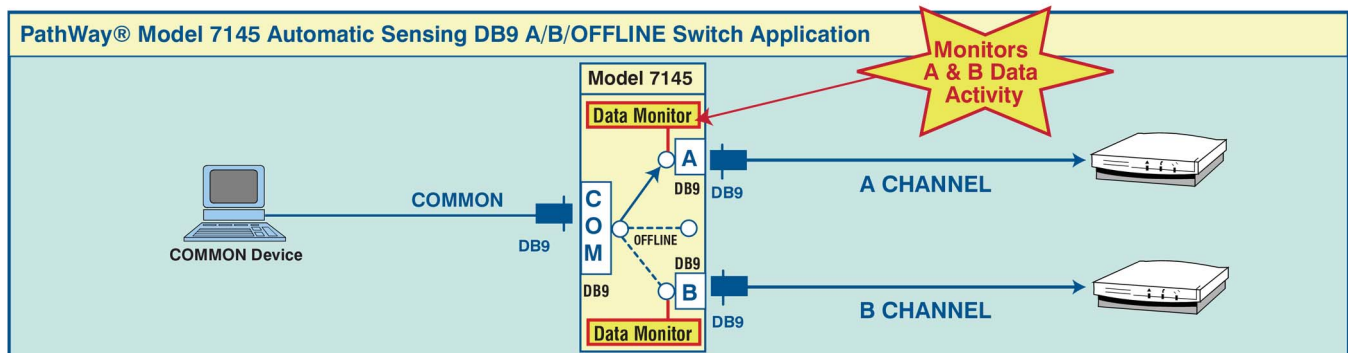 PathWay® Model 7145 Automatic Sensing DB9 A/B/OFFLINE Switch Application
Monitors
A & B Data
Activity
Model 7145
Data Monitor
A
DB9
DB9
A CHANNEL
COMMON
DB9
COMMON Device
C
O
M
DB9
OFFLINE
DB9
B
DB9
B CHANNEL
Data Monitor